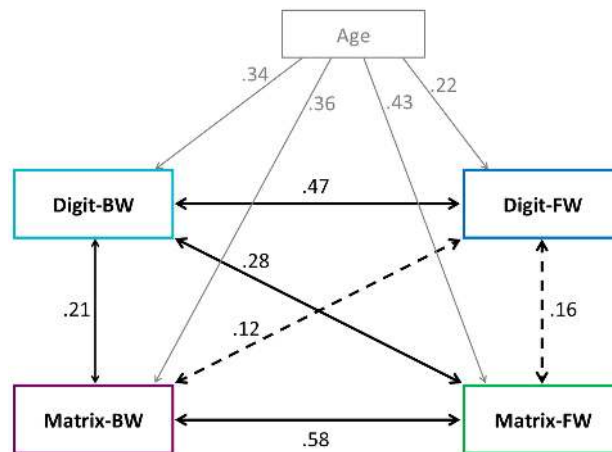 Age
.34
.36
.43
.22
Digit-BW
.47
Digit-FW
.28
.21
.12
.16
Matrix-BW
.58
Matrix-FW